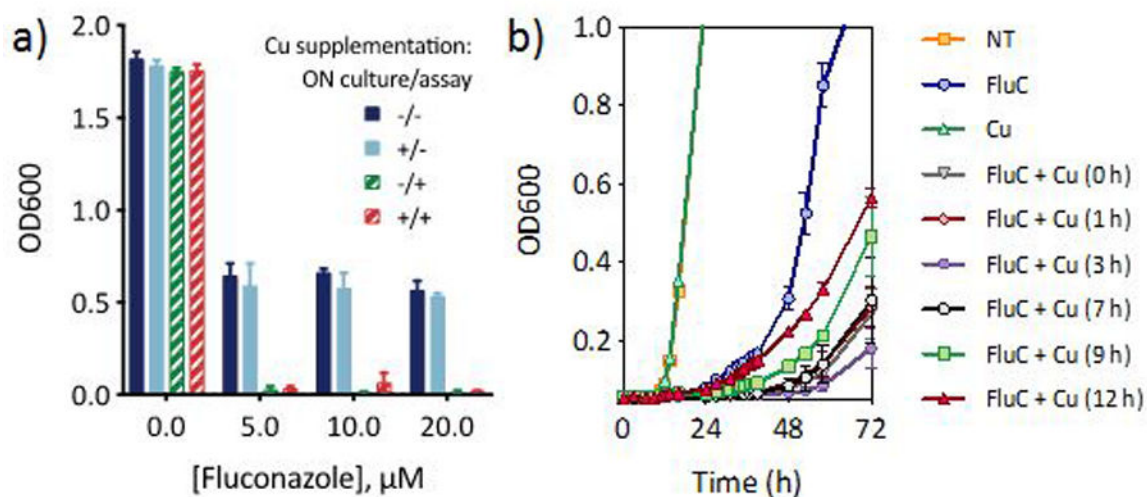 a)
2.0
1.5
1.0
0.5
0.0
OD600
Cu supplementation:
ON culture/assay
-/-
+/-
-/+
+/+
0.0 5.0 10.0 20.0
[Fluconazole], µM
b)
1.0
0.8
0.6
0.4
0.2
OD600
0 24 48 72
Time (h)
NT
FluC
Cu
FluC + Cu (0 h)
FluC + Cu (1 h)
FluC + Cu (3 h)
FluC + Cu (7 h)
FluC + Cu (9 h)
FluC + Cu (12 h)